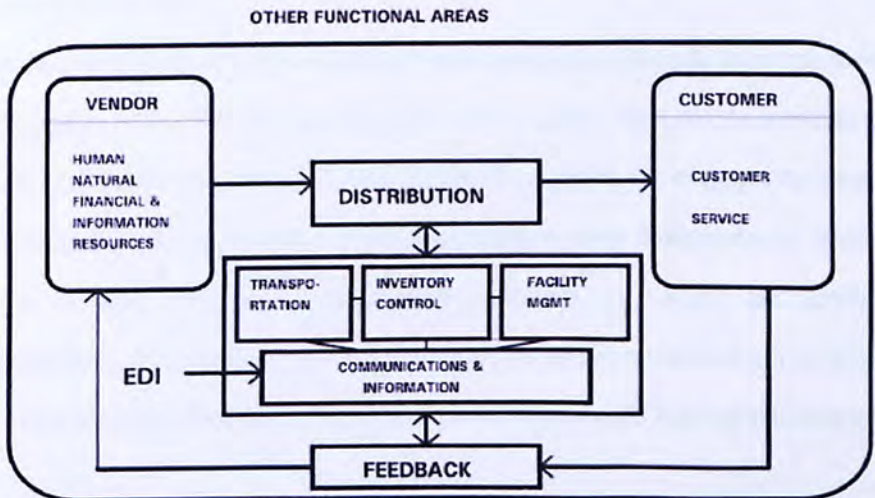 OTHER FUNCTIONAL AREAS
VENDOR
HUMAN
NATURAL
FINANCIAL &
INFORMATION
RESOURCES
DISTRIBUTION
CUSTOMER
CUSTOMER
SERVICE
TRANSPO-
RTATION
INVENTORY
CONTROL
FACILITY
MGMT
EDI
COMMUNICATIONS &
INFORMATION
FEEDBACK